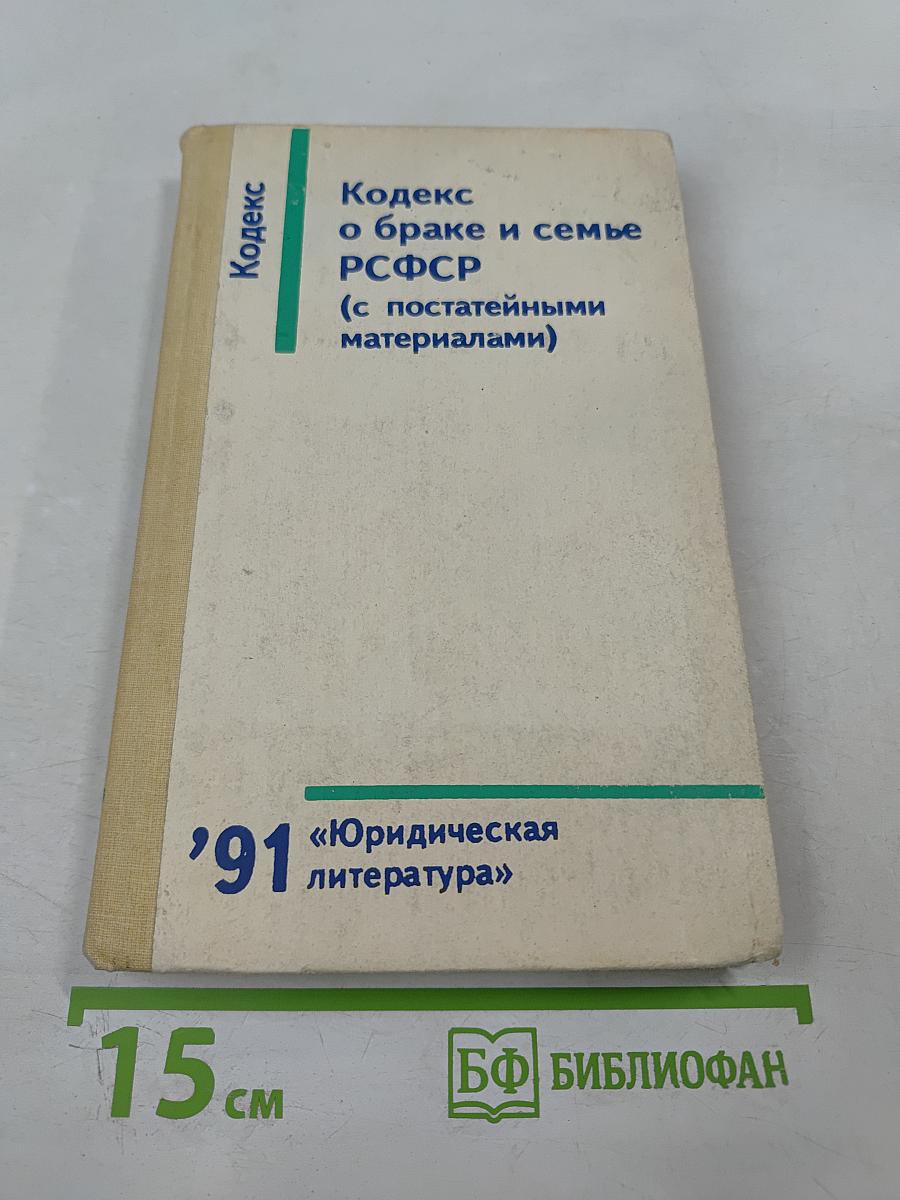 Кодекс
Кодекс
о браке и семье
РСФСР
(с постатейными
материалами)
’91
«Юридическая
литература»
15 см
БФ БИБЛИОФАН